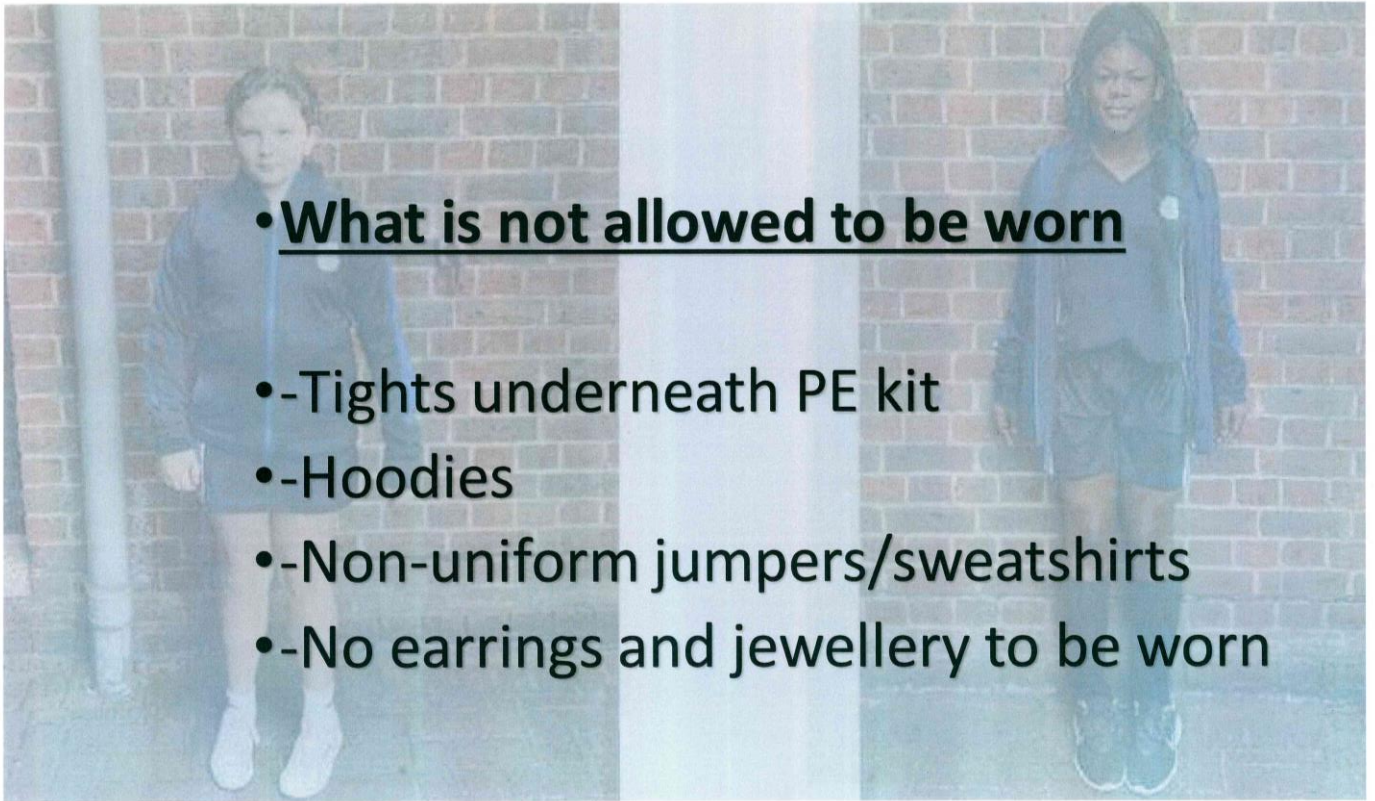 •What is not allowed to be worn
•-Tights underneath PE kit
•-Hoodies
•-Non-uniform jumpers/sweatshirts
•-No earrings and jewellery to be worn